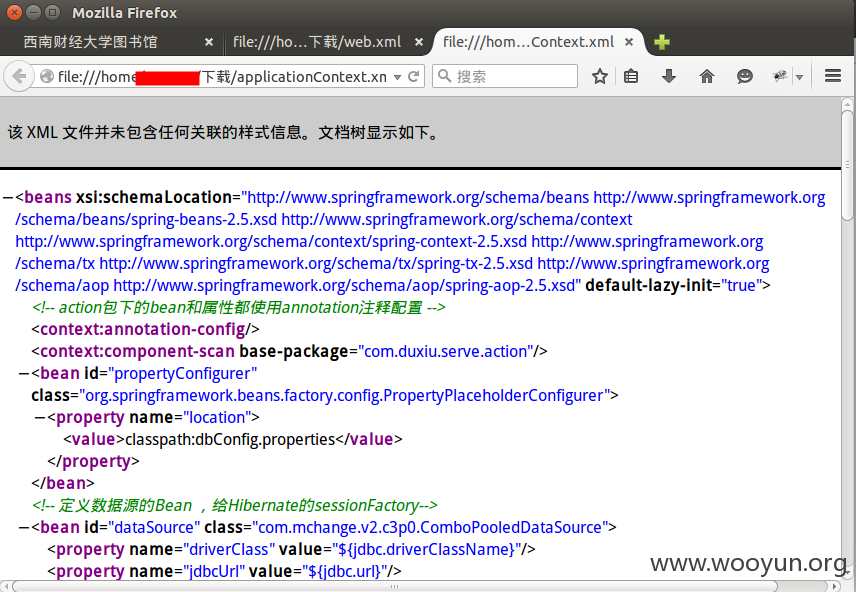 Mozilla Firefox
西南财经大学图书馆 × file:///ho...下载/web.xml × file:///hom...Context.xml ×
file:///home 下载/applicationContext.xn 搜索
该 XML 文件并未包含任何关联的样式信息。文档树显示如下。
−<beans xsi:schemaLocation="http://www.springframework.org/schema/beans http://www.springframework.org
/schema/beans/spring-beans-2.5.xsd http://www.springframework.org/schema/context
http://www.springframework.org/schema/context/spring-context-2.5.xsd http://www.springframework.org
/schema/tx http://www.springframework.org/schema/tx/spring-tx-2.5.xsd http://www.springframework.org
/schema/aop http://www.springframework.org/schema/aop/spring-aop-2.5.xsd" default-lazy-init="true">
<!-- action包下的bean和属性都使用annotation注释配置 -->
<context:annotation-config/>
<context:component-scan base-package="com.duxiu.serve.action"/>
−<bean id="propertyConfigurer"
class="org.springframework.beans.factory.config.PropertyPlaceholderConfigurer">
−<property name="location">
<value>classpath:dbConfig.properties</value>
</property>
</bean>
<!-- 定义数据源的Bean ，给Hibernate的sessionFactory-->
−<bean id="dataSource" class="com.mchange.v2.c3p0.ComboPooledDataSource">
<property name="driverClass" value="${jdbc.driverClassName}"/>
<property name="jdbcUrl" value="${jdbc.url}"/>
www.wooyun.org